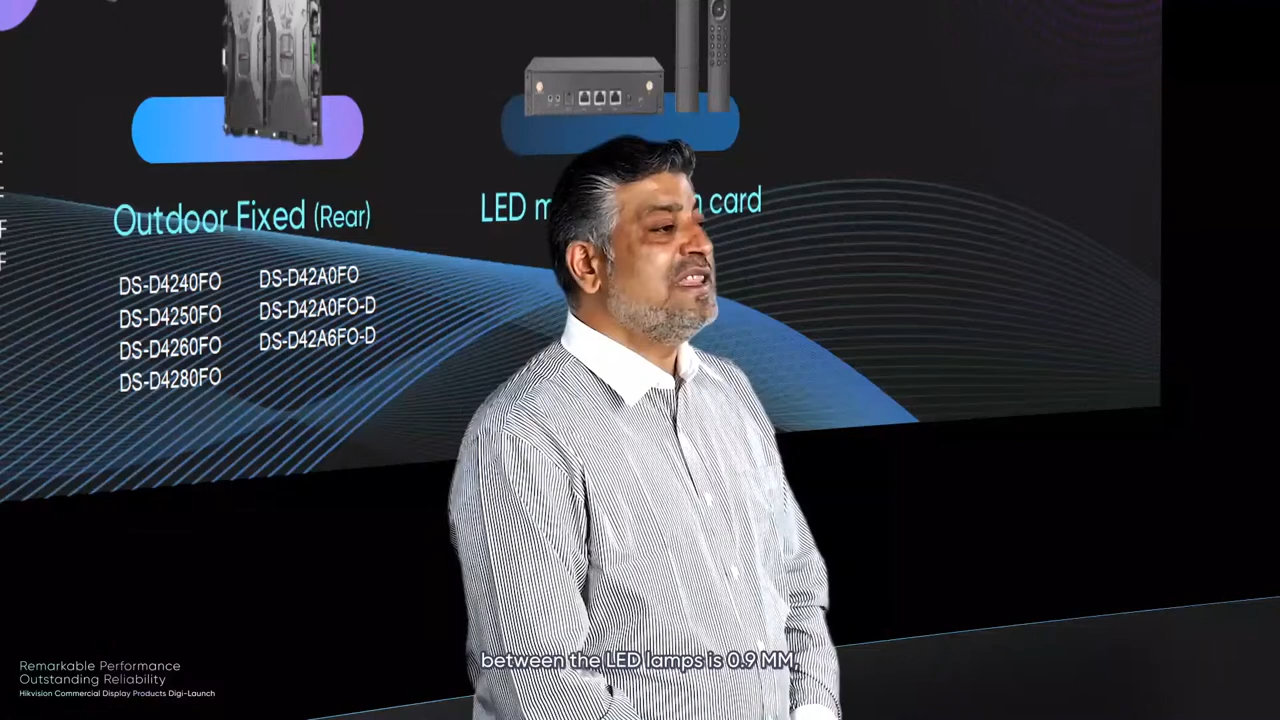 Outdoor Fixed (Rear)
DS-D4240FO
DS-D4250FO
DS-D4260FO
DS-D4280FO
DS-D42A0FO
DS-D42A0FO-D
DS-D42A6FO-D
LED card
between the LED lamps is 0.9 MM,
Remarkable Performance
Outstanding Reliability
Hikvision Commercial Display Products Digi-Launch